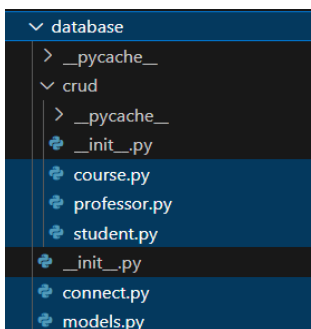 database
__pycache__
crud
__pycache__
__init__.py
course.py
professor.py
student.py
__init__.py
connect.py
models.py